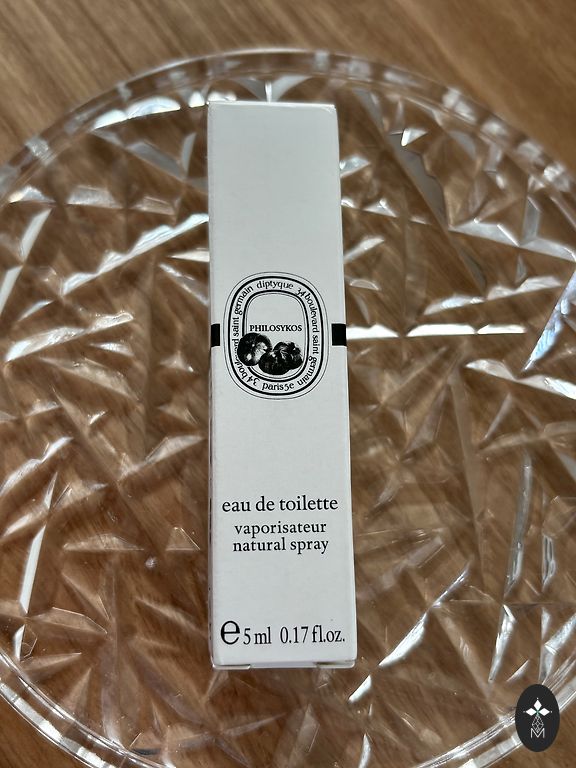 diptyque 34 boulevard saint germain paris5e 34 boulevard saint germain
PHILOSYKOS
eau de toilette
vaporisateur
natural spray
e 5 ml 0.17 fl.oz.
M